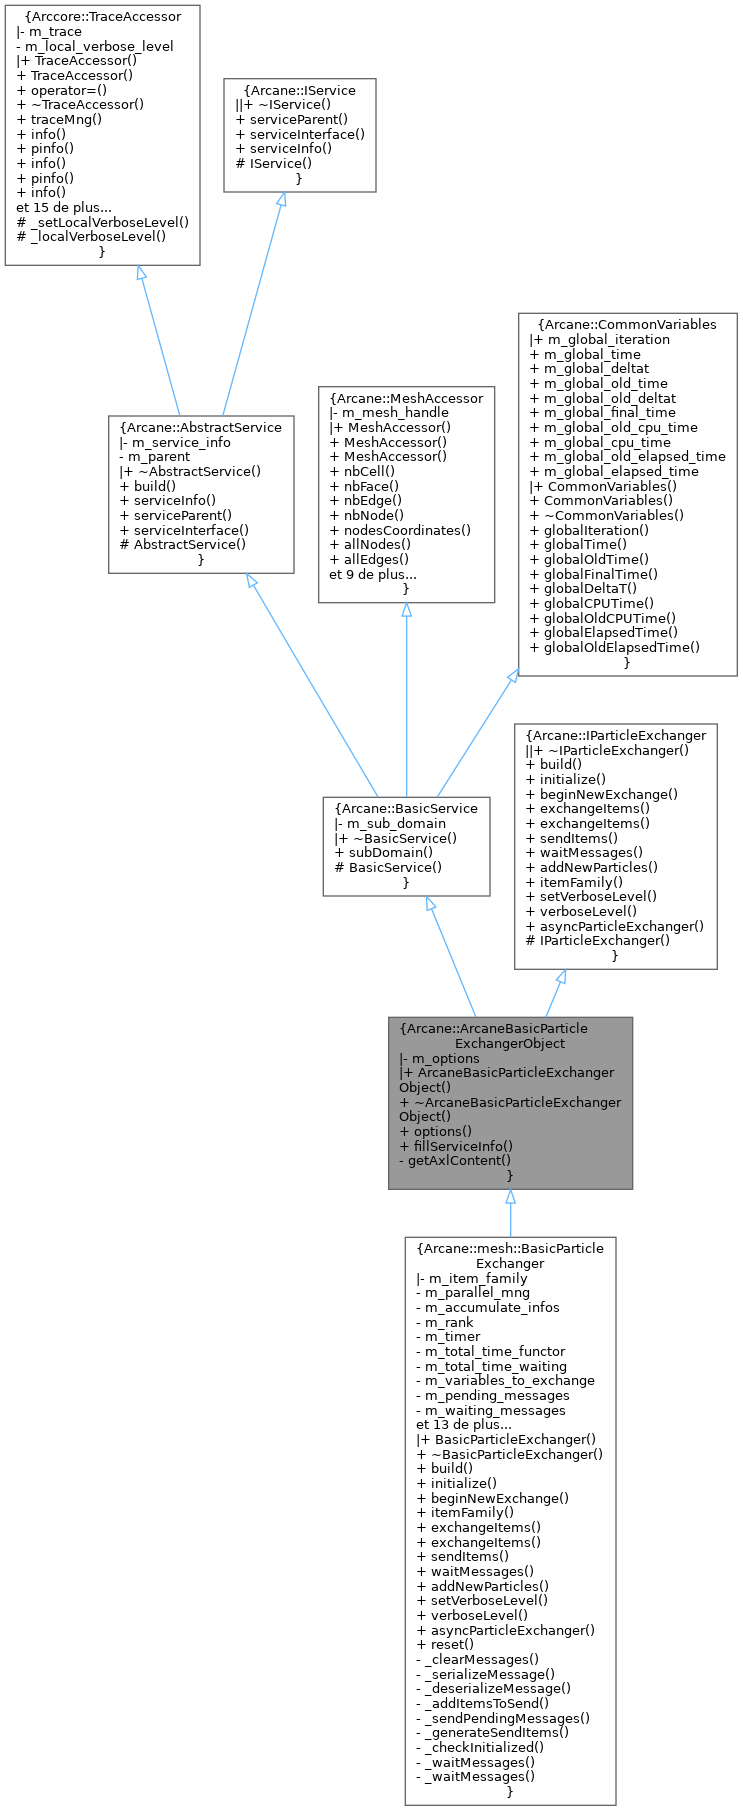 {Arccore::TraceAccessor
|- m_trace
- m_local_verbose_level
|+ TraceAccessor()
+ TraceAccessor()
+ operator=()
+ ~TraceAccessor()
+ traceMng()
+ info()
+ pinfo()
+ info()
+ pinfo()
+ info()
et 15 de plus...
# _setLocalVerboseLevel()
# _localVerboseLevel()
}
{Arcane::IService
||+ ~IService()
+ serviceParent()
+ serviceInterface()
+ serviceInfo()
# IService()
}
{Arcane::AbstractService
|- m_service_info
- m_parent
|+ ~AbstractService()
+ build()
+ serviceInfo()
+ serviceParent()
+ serviceInterface()
# AbstractService()
}
{Arcane::MeshAccessor
|- m_mesh_handle
|+ MeshAccessor()
+ MeshAccessor()
+ MeshAccessor()
+ nbCell()
+ nbFace()
+ nbEdge()
+ nbNode()
+ nodesCoordinates()
+ allNodes()
+ allEdges()
et 9 de plus...
}
{Arcane::CommonVariables
|+ m_global_iteration
+ m_global_time
+ m_global_deltat
+ m_global_old_time
+ m_global_old_deltat
+ m_global_final_time
+ m_global_old_cpu_time
+ m_global_cpu_time
+ m_global_old_elapsed_time
+ m_global_elapsed_time
|+ CommonVariables()
+ CommonVariables()
+ ~CommonVariables()
+ globalIteration()
+ globalTime()
+ globalOldTime()
+ globalFinalTime()
+ globalDeltaT()
+ globalCPUTime()
+ globalOldCPUTime()
+ globalElapsedTime()
+ globalOldElapsedTime()
}
{Arcane::BasicService
|- m_sub_domain
|+ ~BasicService()
+ subDomain()
# BasicService()
}
{Arcane::IParticleExchanger
||+ ~IParticleExchanger()
+ build()
+ initialize()
+ beginNewExchange()
+ exchangeItems()
+ exchangeItems()
+ sendItems()
+ waitMessages()
+ addNewParticles()
+ itemFamily()
+ setVerboseLevel()
+ verboseLevel()
+ asyncParticleExchanger()
# IParticleExchanger()
}
{Arcane::ArcaneBasicParticle
ExchangerObject
|- m_options
|+ ArcaneBasicParticleExchanger
Object()
+ ~ArcaneBasicParticleExchanger
Object()
+ options()
+ fillServiceInfo()
- getAxlContent()
}
{Arcane::mesh::BasicParticle
Exchanger
|- m_item_family
- m_parallel_mng
- m_accumulate_infos
- m_rank
- m_timer
- m_total_time_functor
- m_total_time_waiting
- m_variables_to_exchange
- m_pending_messages
- m_waiting_messages
et 13 de plus...
|+ BasicParticleExchanger()
+ ~BasicParticleExchanger()
+ build()
+ initialize()
+ beginNewExchange()
+ itemFamily()
+ exchangeItems()
+ exchangeItems()
+ sendItems()
+ waitMessages()
+ addNewParticles()
+ setVerboseLevel()
+ verboseLevel()
+ asyncParticleExchanger()
+ reset()
- _clearMessages()
- _serializeMessage()
- _deserializeMessage()
- _addItemsToSend()
- _sendPendingMessages()
- _generateSendItems()
- _checkInitialized()
- _waitMessages()
- _waitMessages()
}